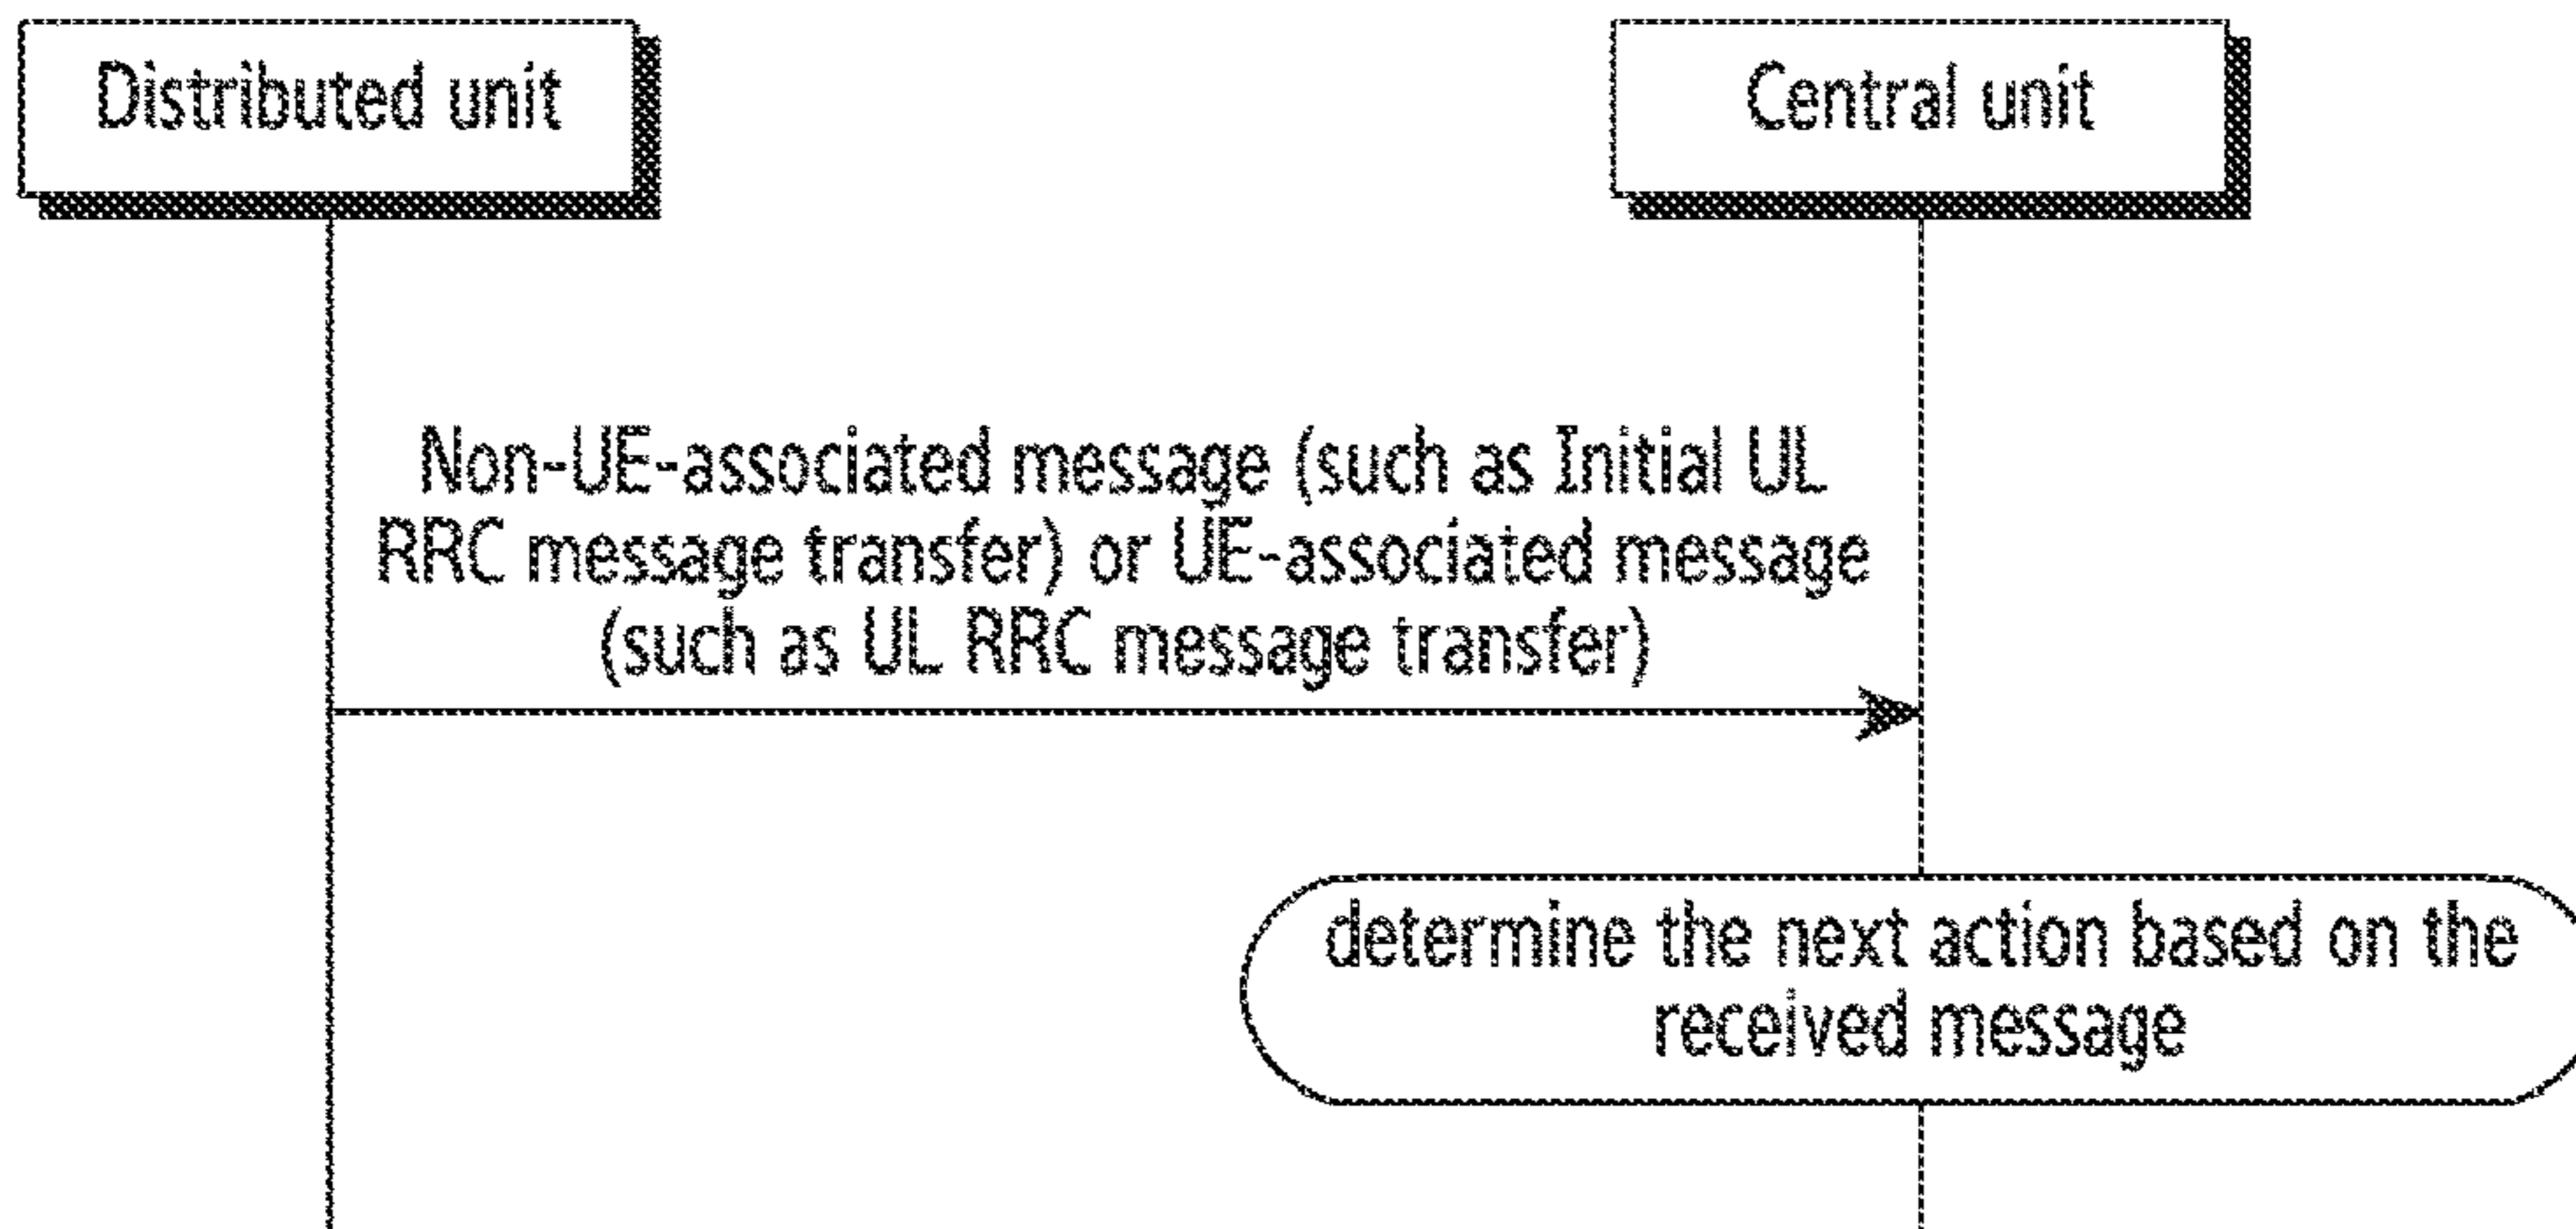 Distributed unit
Central unit
Non-UE-associated message (such as Initial UL
RRC message transfer) or UE-associated message
(such as UL RRC message transfer)
determine the next action based on the
received message